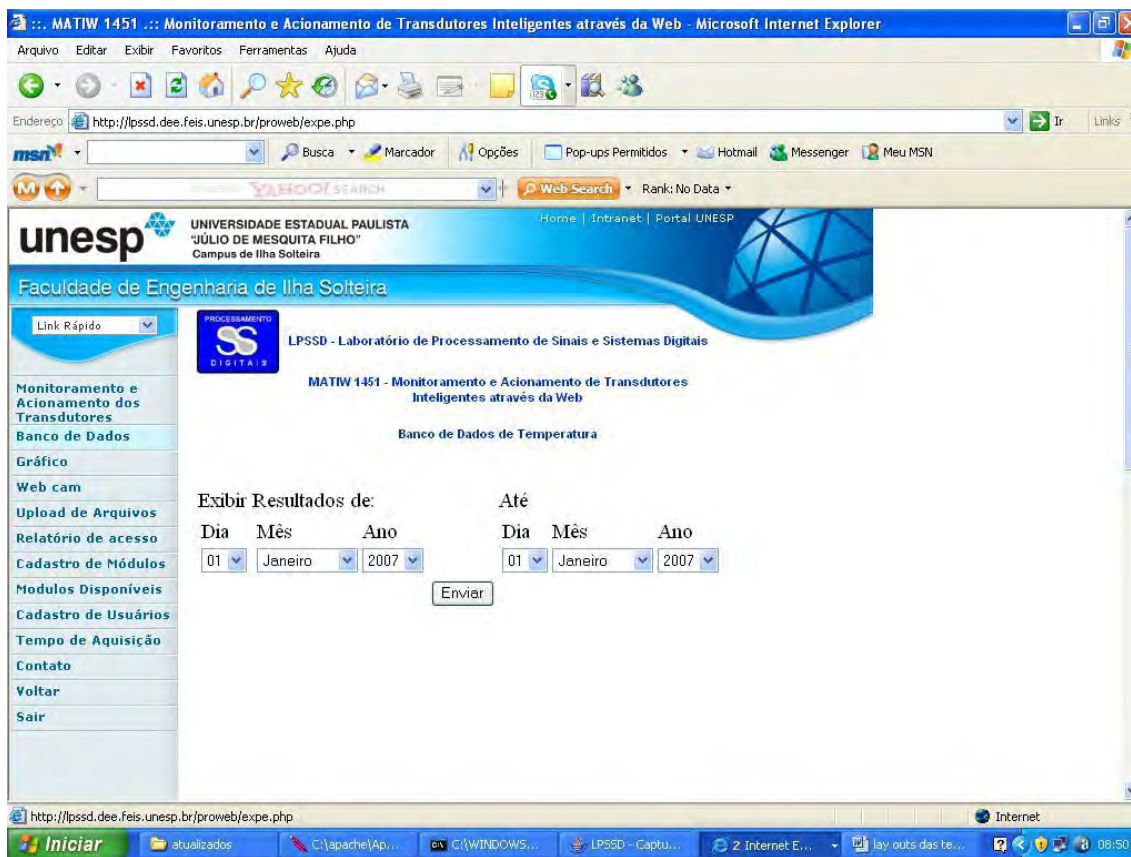 ::. MATIW 1451 .:: Monitoramento e Acionamento de Transdutores Inteligentes através da Web - Microsoft Internet Explorer
Arquivo Editar Exibir Favoritos Ferramentas Ajuda
Endereço http://lpssd.dee.feis.unesp.br/proweb/expe.php Ir Links
msn Busca Marcador Opções Pop-ups Permitidos Hotmail Messenger Meu MSN
YAHOO! SEARCH Web Search Rank: No Data
Home | Intranet | Portal UNESP
unesp
UNIVERSIDADE ESTADUAL PAULISTA
"JÚLIO DE MESQUITA FILHO"
Campus de Ilha Solteira
Faculdade de Engenharia de Ilha Solteira
Link Rápido
Monitoramento e
Acionamento dos
Transdutores
Banco de Dados
Gráfico
Web cam
Upload de Arquivos
Relatório de acesso
Cadastro de Módulos
Modulos Disponíveis
Cadastro de Usuários
Tempo de Aquisição
Contato
Voltar
Sair
PROCESSAMENTO
SS
DIGITAIS
LPSSD - Laboratório de Processamento de Sinais e Sistemas Digitais
MATIW 1451 - Monitoramento e Acionamento de Transdutores
Inteligentes através da Web
Banco de Dados de Temperatura
Exibir Resultados de: Até
Dia Mês Ano Dia Mês Ano
01 Janeiro 2007 01 Janeiro 2007
Enviar
http://lpssd.dee.feis.unesp.br/proweb/expe.php Internet
Iniciar atualizados C:\apache\Ap... C:\WINDOWS... LPSSD - Captu... 2 Internet E... lay outs das te... 08:50